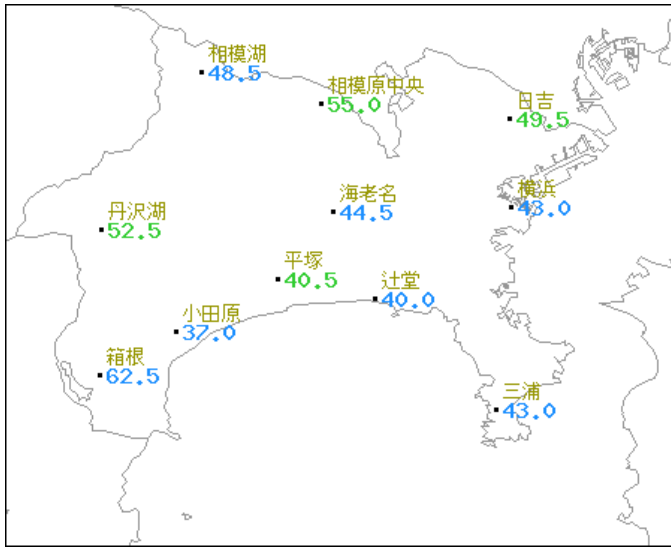 相模湖
48.5
相模原中央
55.0
日吉
49.5
丹沢湖
52.5
海老名
44.5
横浜
43.0
平塚
40.5
辻堂
40.0
小田原
37.0
箱根
62.5
三浦
43.0